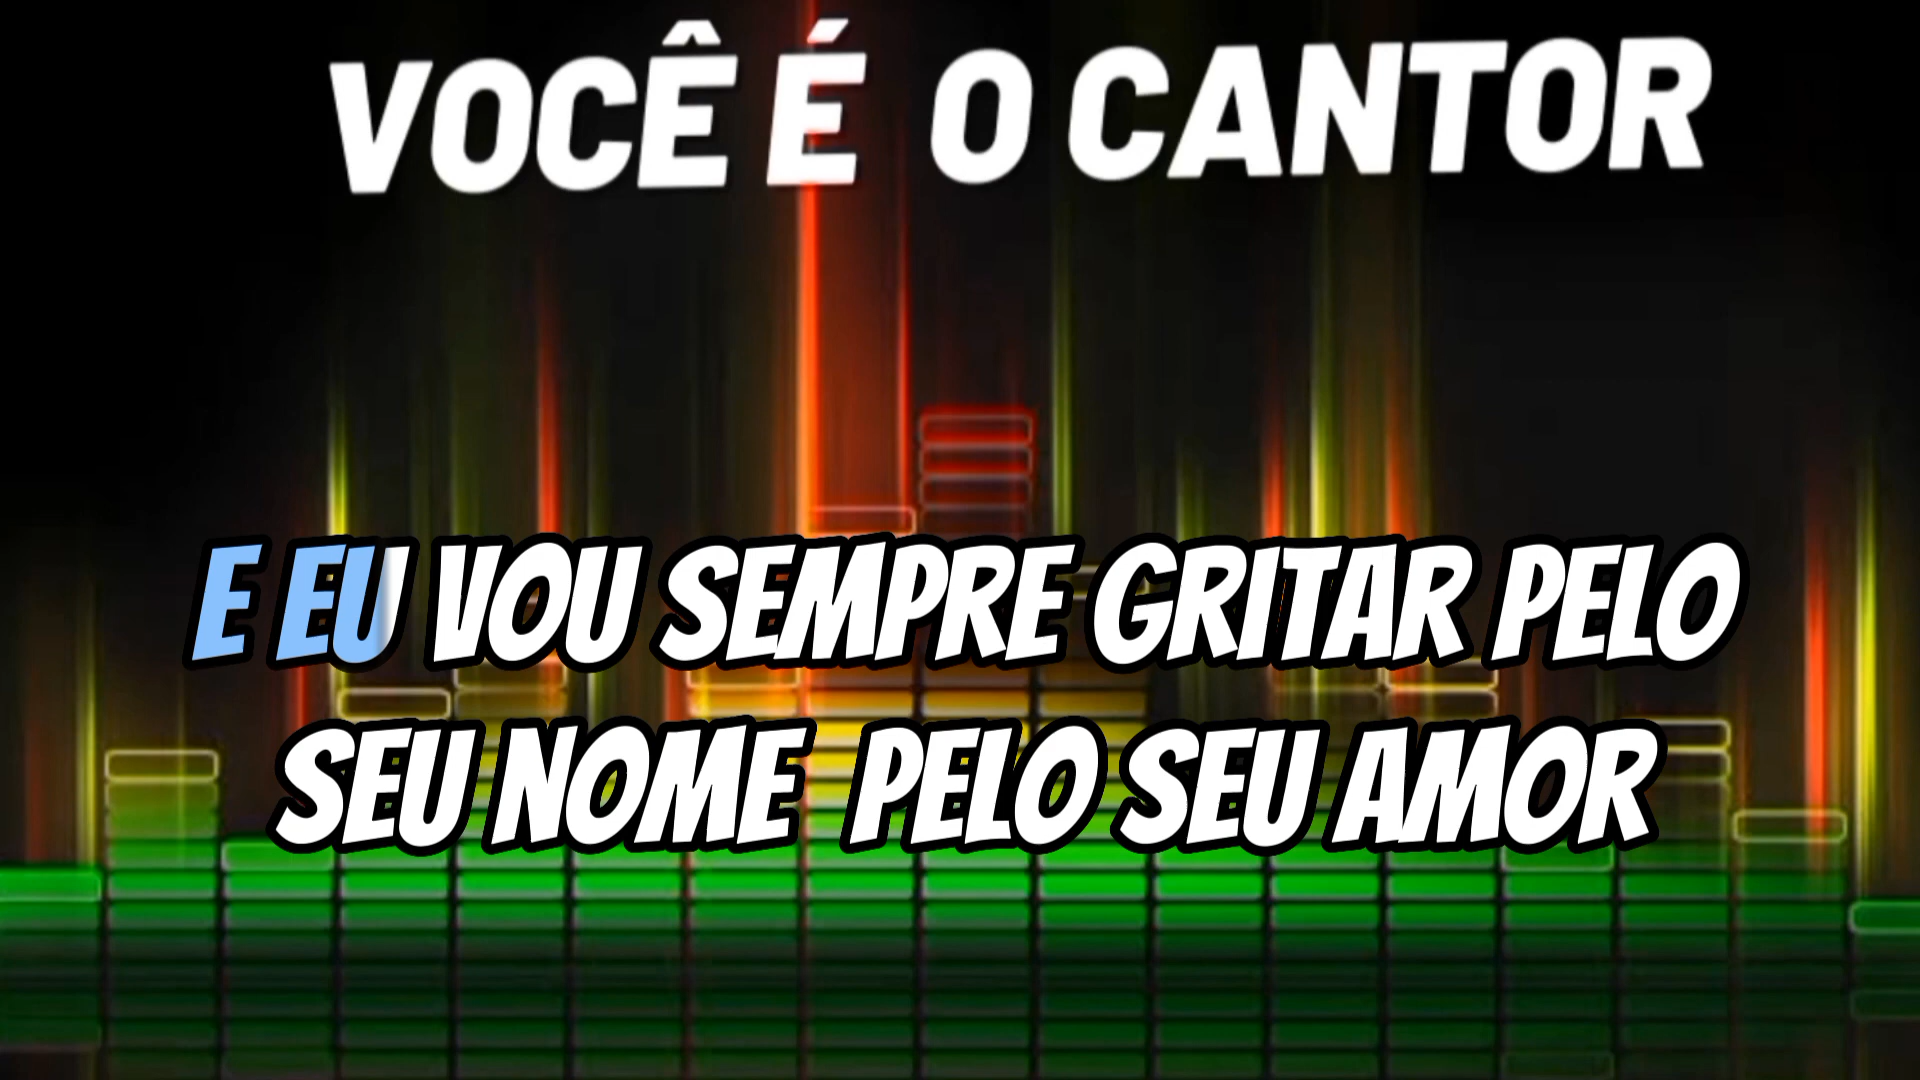 VOCÊ É O CANTOR
E EU VOU SEMPRE GRITAR PELO
SEU NOME PELO SEU AMOR